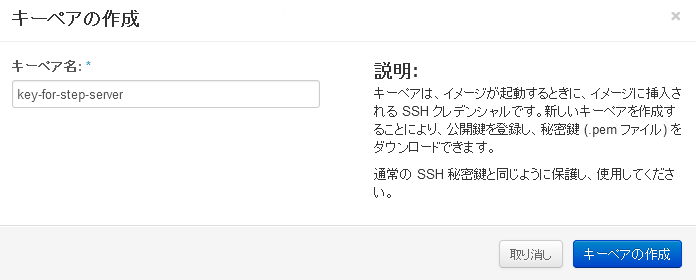 キーペアの作成
×
キーペア名: *
key-for-step-server
説明:
キーペアは、イメージが起動するときに、イメージに挿入さ
れる SSH クレデンシャルです。新しいキーペアを作成す
ることにより、公開鍵を登録し、秘密鍵 (.pem ファイル) を
ダウンロードできます。
通常の SSH 秘密鍵と同じように保護し、使用してくださ
い。
取り消し
キーペアの作成